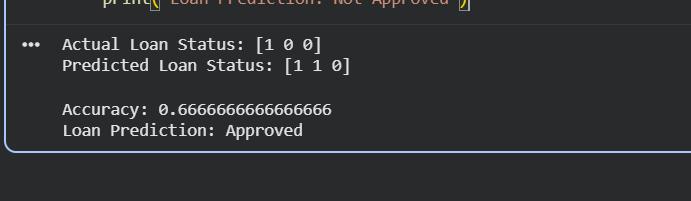 print("Loan Prediction: Not Approved")
Actual Loan Status: [1 0 0]
Predicted Loan Status: [1 1 0]
Accuracy: 0.6666666666666666
Loan Prediction: Approved